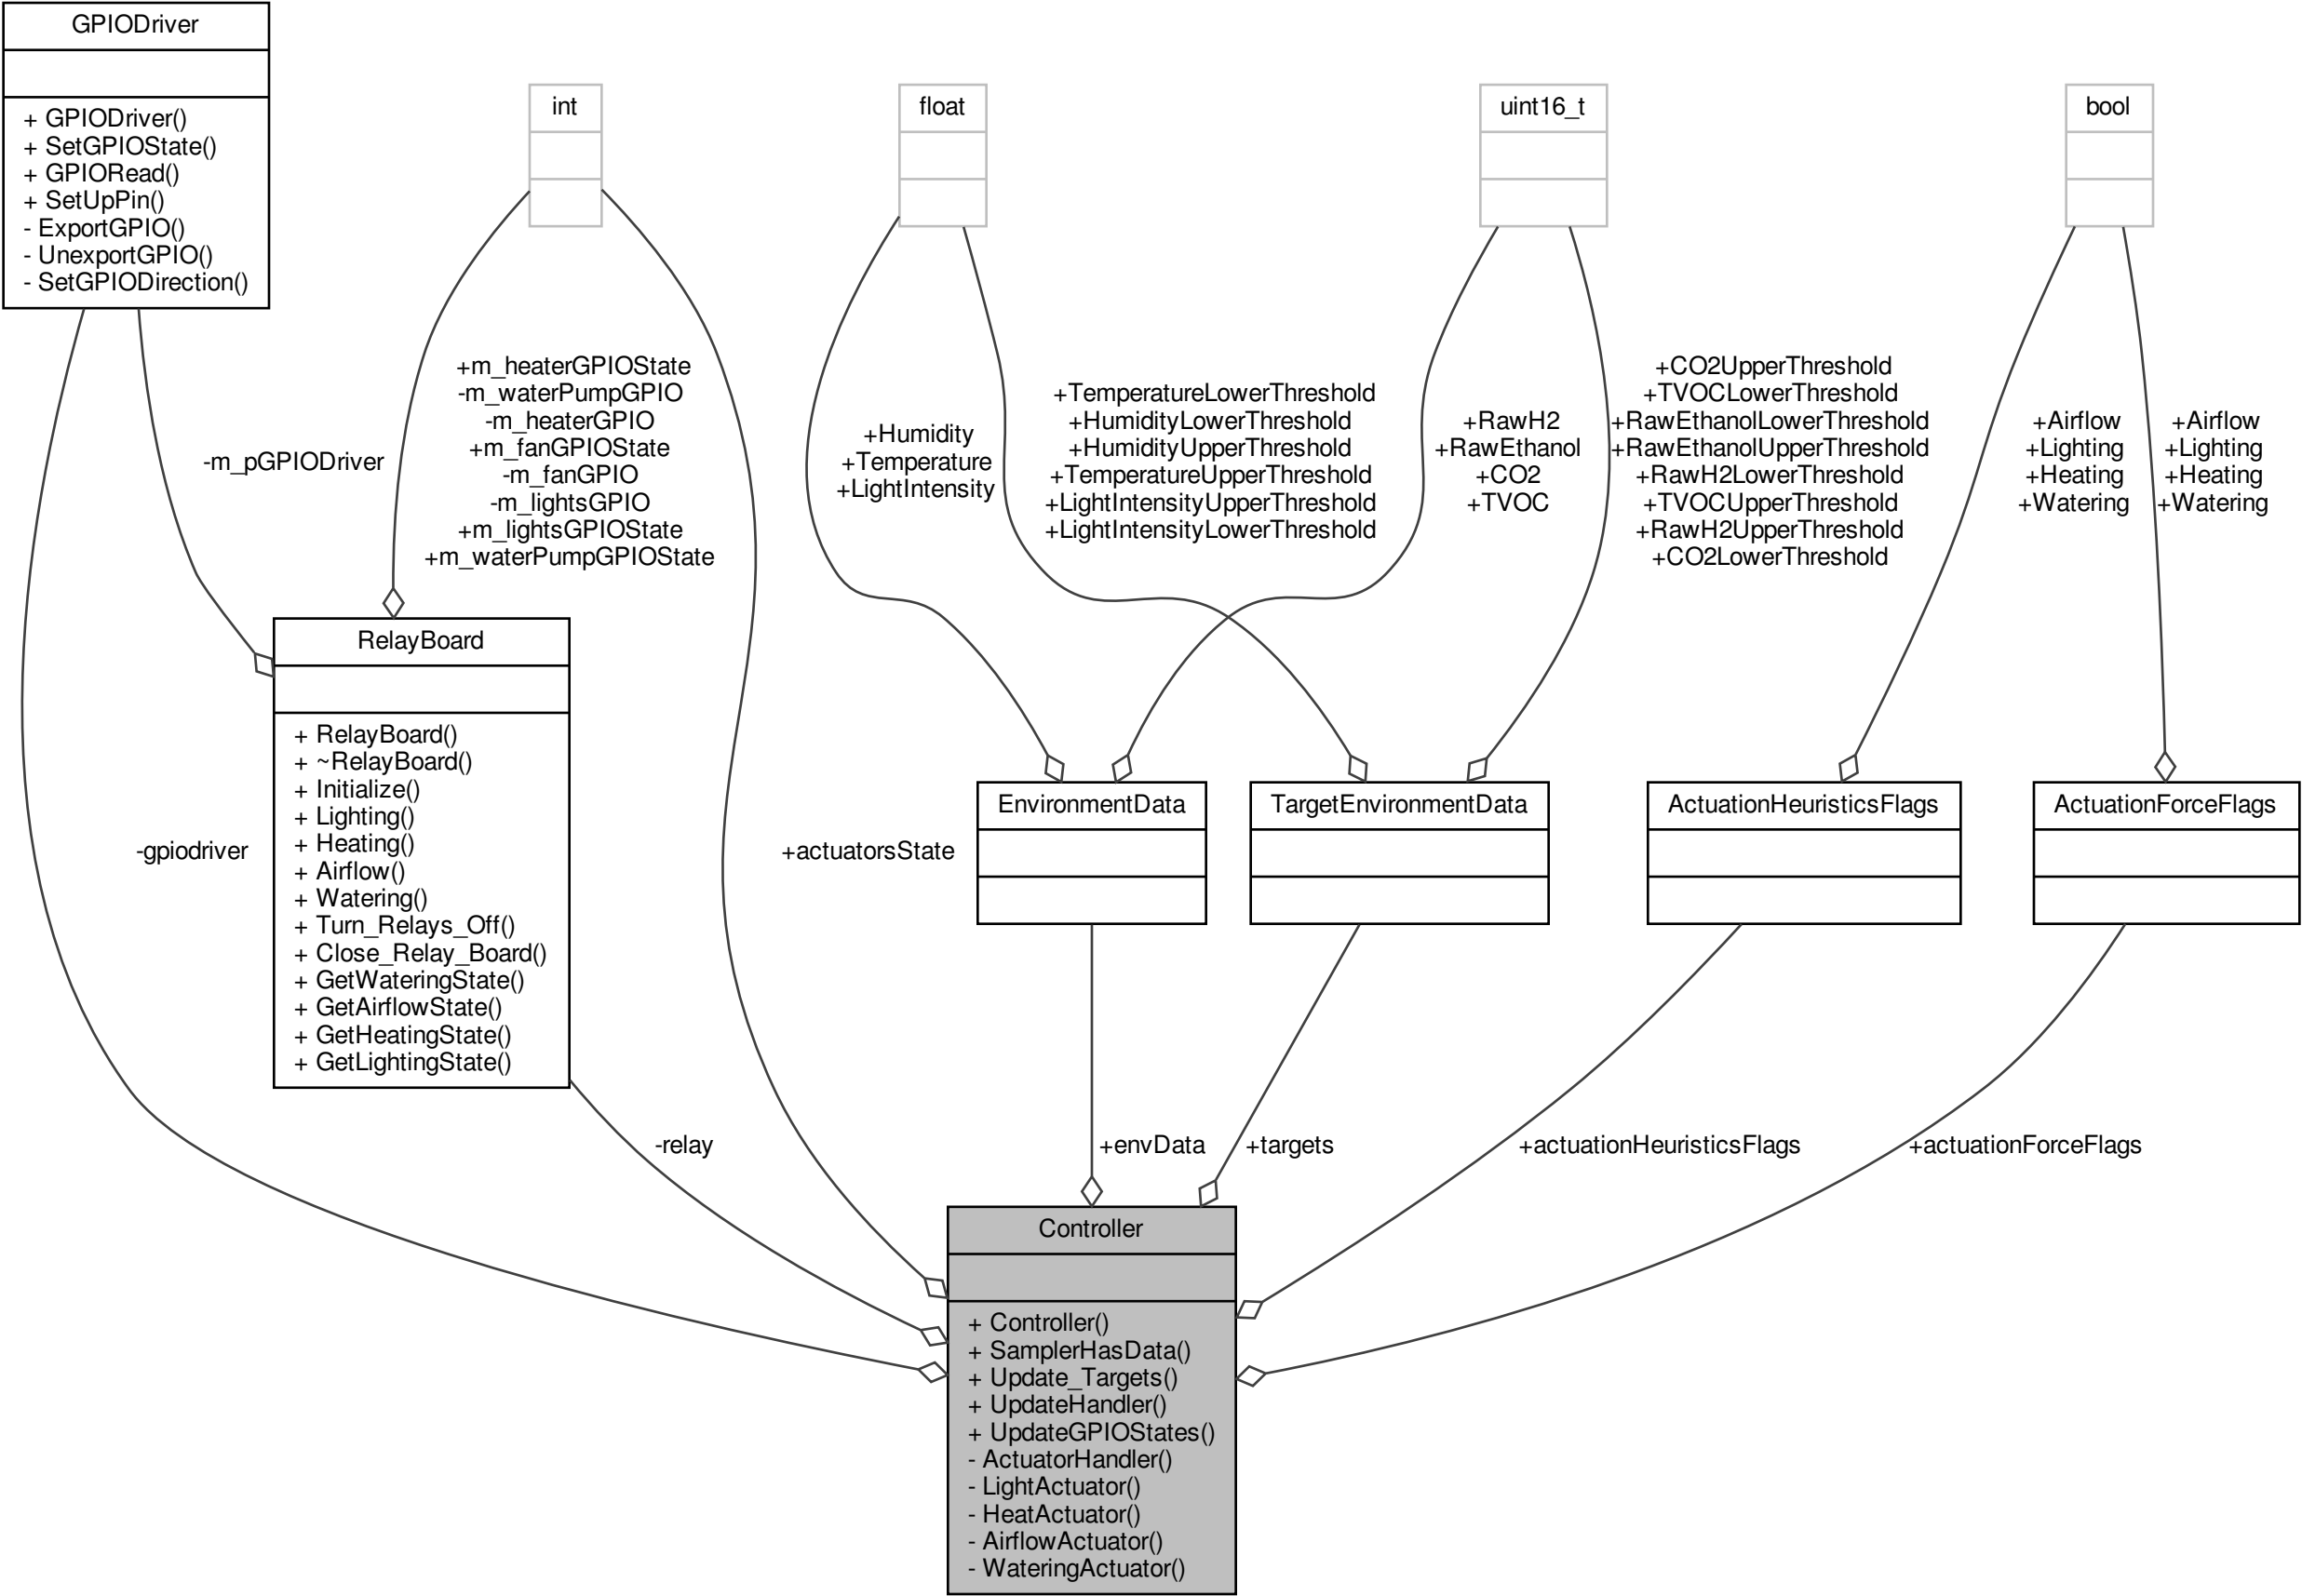 GPIODriver
+ GPIODriver()
+ SetGPIOState()
+ GPIORead()
+ SetUpPin()
- ExportGPIO()
- UnexportGPIO()
- SetGPIODirection()
int
float
uint16_t
bool
-m_pGPIODriver
+m_heaterGPIOState
-m_waterPumpGPIO
-m_heaterGPIO
+m_fanGPIOState
-m_fanGPIO
-m_lightsGPIO
+m_lightsGPIOState
+m_waterPumpGPIOState
+Humidity
+Temperature
+LightIntensity
+TemperatureLowerThreshold
+HumidityLowerThreshold
+HumidityUpperThreshold
+TemperatureUpperThreshold
+LightIntensityUpperThreshold
+LightIntensityLowerThreshold
+RawH2
+RawEthanol
+CO2
+TVOC
+CO2UpperThreshold
+TVOCLowerThreshold
+RawEthanolLowerThreshold
+RawEthanolUpperThreshold
+RawH2LowerThreshold
+TVOCUpperThreshold
+RawH2UpperThreshold
+CO2LowerThreshold
+Airflow
+Lighting
+Heating
+Watering
+Airflow
+Lighting
+Heating
+Watering
RelayBoard
+ RelayBoard()
+ ~RelayBoard()
+ Initialize()
+ Lighting()
+ Heating()
+ Airflow()
+ Watering()
+ Turn_Relays_Off()
+ Close_Relay_Board()
+ GetWateringState()
+ GetAirflowState()
+ GetHeatingState()
+ GetLightingState()
-gpiodriver
+actuatorsState
EnvironmentData
TargetEnvironmentData
ActuationHeuristicsFlags
ActuationForceFlags
-relay
+envData
+targets
+actuationHeuristicsFlags
+actuationForceFlags
Controller
+ Controller()
+ SamplerHasData()
+ Update_Targets()
+ UpdateHandler()
+ UpdateGPIOStates()
- ActuatorHandler()
- LightActuator()
- HeatActuator()
- AirflowActuator()
- WateringActuator()